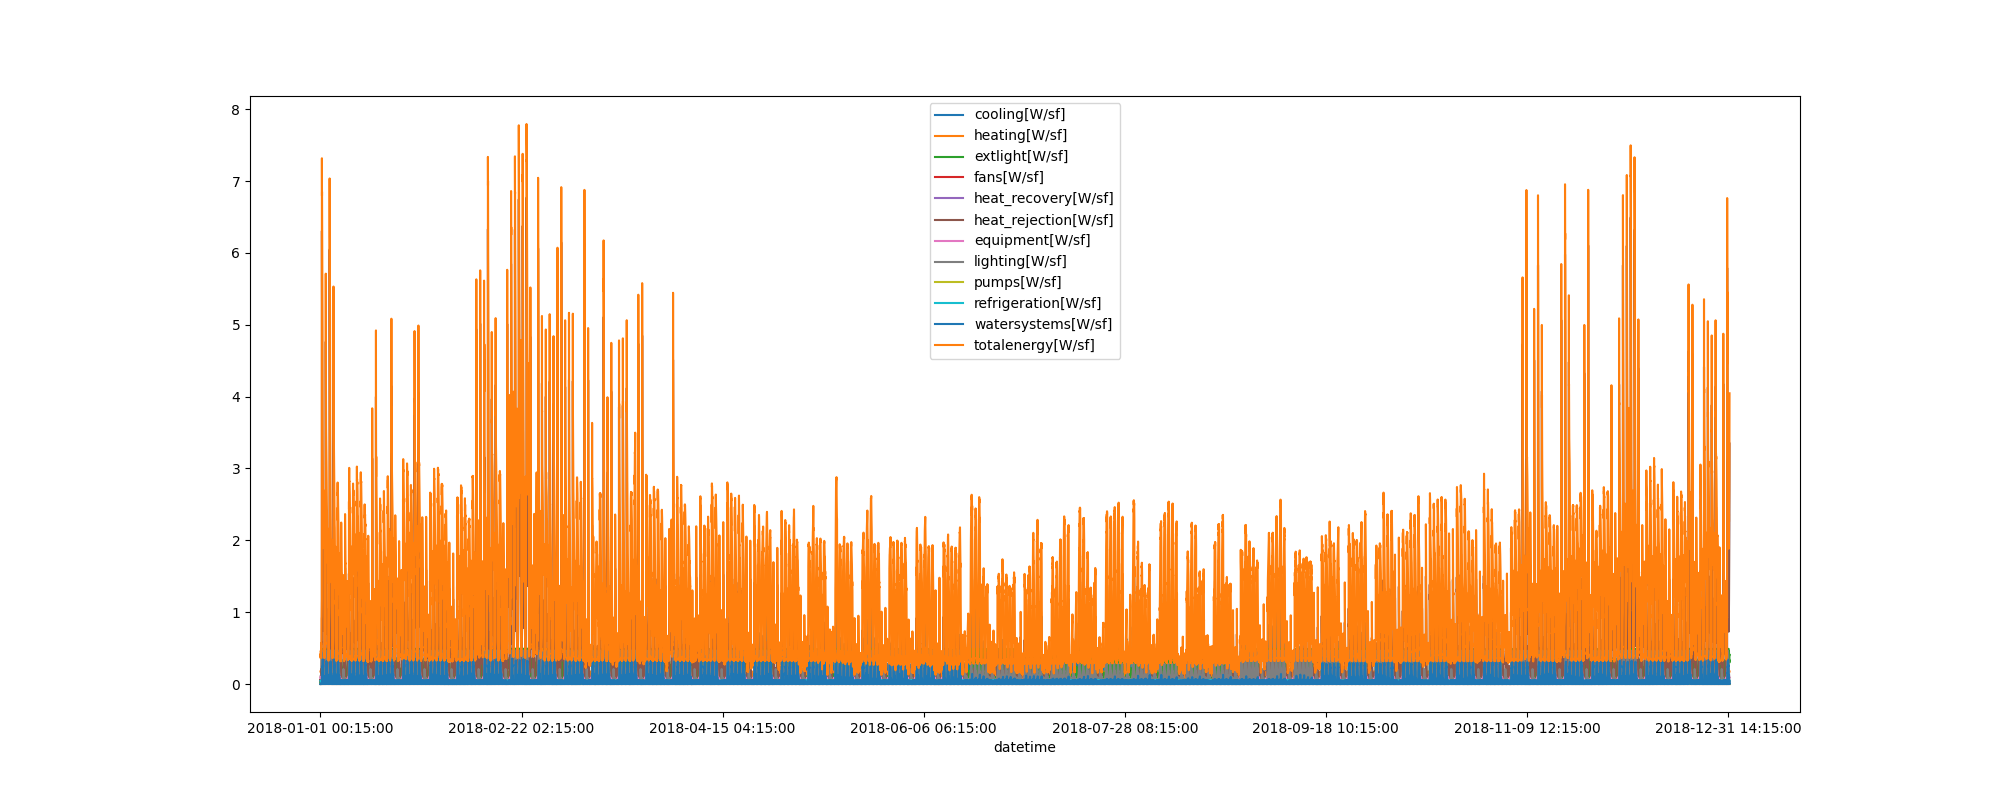 8
7
6
5
4
3
2
1
0
cooling[W/sf]
heating[W/sf]
extlight[W/sf]
fans[W/sf]
heat_recovery[W/sf]
heat_rejection[W/sf]
equipment[W/sf]
lighting[W/sf]
pumps[W/sf]
refrigeration[W/sf]
watersystems[W/sf]
totalenergy[W/sf]
2018-01-01 00:15:00 2018-02-22 02:15:00 2018-04-15 04:15:00 2018-06-06 06:15:00 2018-07-28 08:15:00 2018-09-18 10:15:00 2018-11-09 12:15:00 2018-12-31 14:15:00
datetime